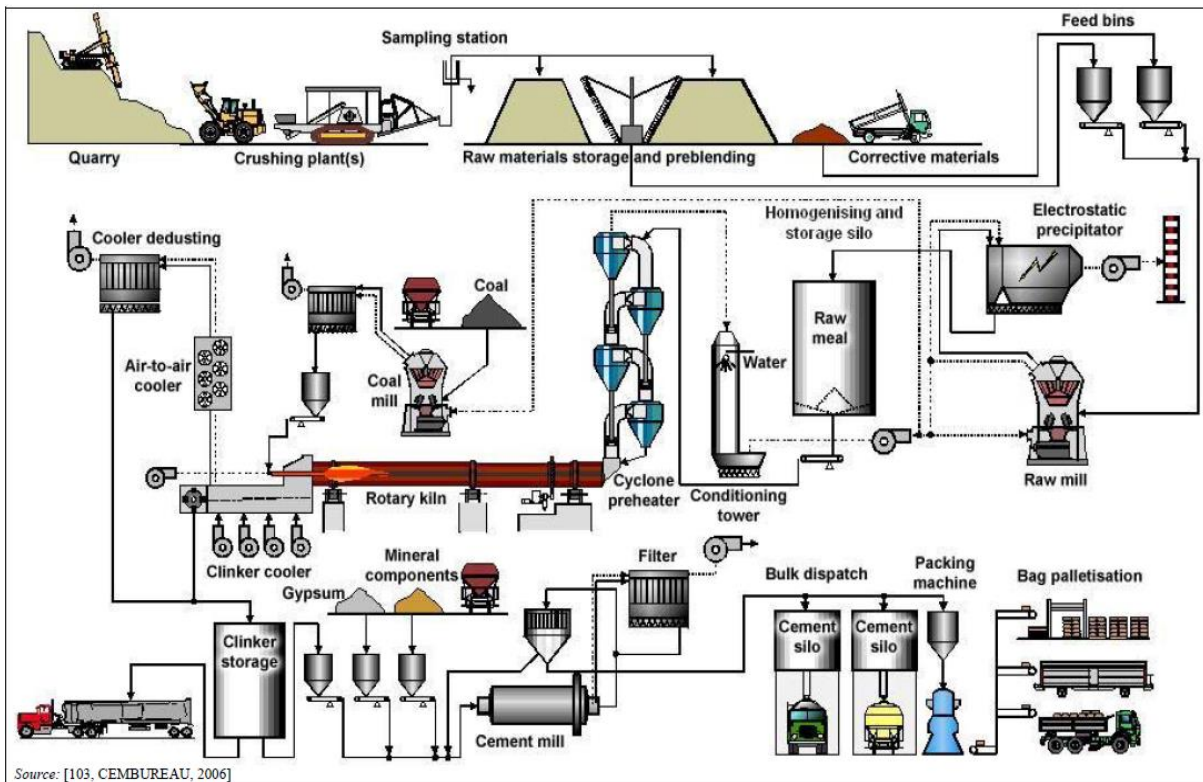 Feed bins
Sampling station
Quarry
Crushing plant(s)
Raw materials storage and preblending
Corrective materials
Cooler dedusting
Homogenising and
storage silo
Electrostatic
precipitator
Coal
Raw
meal
Air-to-air
cooler
Water
Coal
mill
Rotary kiln
Cyclone
preheater
Conditioning
tower
Raw mill
Clinker cooler
Mineral
components
Gypsum
Filter
Bulk dispatch
Packing
machine
Bag palletisation
Clinker
storage
Cement
silo
Cement
silo
Cement mill
Source: [103, CEMBUREAU, 2006]